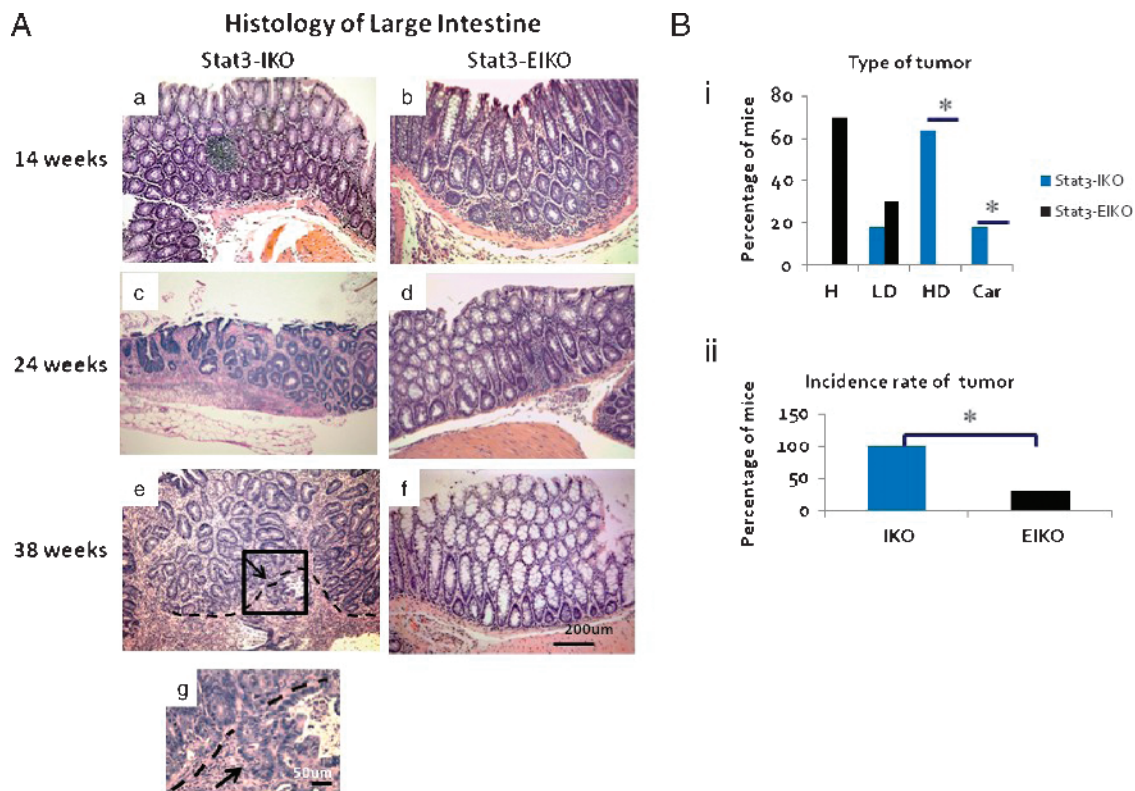 A
Histology of Large Intestine
Stat3-IKO
Stat3-EIKO
14 weeks
a
b
24 weeks
c
d
38 weeks
e
f
200um
g
50um
B
i
Type of tumor
Percentage of mice
80
60
40
20
0
*
*
H
LD
HD
Car
Stat3-IKO
Stat3-EIKO
ii
Incidence rate of tumor
Percentage of mice
150
100
50
0
*
IKO
EIKO